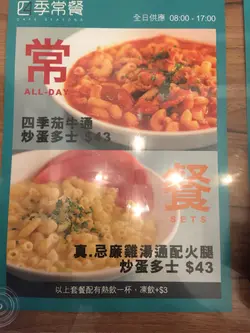 四季常餐
CAFE SEASONS
全日供應 08:00 - 17:00
常
ALL-DAY
四季茄牛通
炒蛋多士 $43
餐
SETS
真.忌廉雞湯通配火腿
炒蛋多士 $43
以上套餐配有熱飲一杯，凍飲+$3